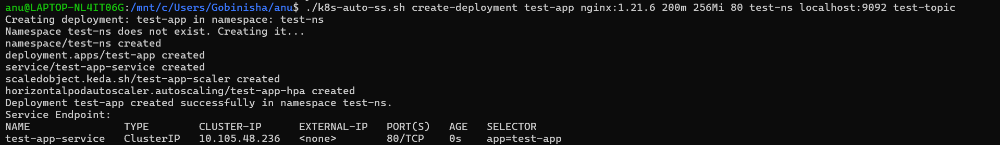 anu@LAPTOP-NL4IT06G:/mnt/c/Users/Gobinisha/anu$ ./k8s-auto-ss.sh create-deployment test-app nginx:1.21.6 200m 256Mi 80 test-ns localhost:9092 test-topic
Creating deployment: test-app in namespace: test-ns
Namespace test-ns does not exist. Creating it...
namespace/test-ns created
deployment.apps/test-app created
service/test-app-service created
scaledobject.keda.sh/test-app-scaler created
horizontalpodautoscaler.autoscaling/test-app-hpa created
Deployment test-app created successfully in namespace test-ns.
Service Endpoint:
NAME               TYPE        CLUSTER-IP      EXTERNAL-IP   PORT(S)   AGE   SELECTOR
test-app-service   ClusterIP   10.105.48.236   <none>        80/TCP    0s    app=test-app